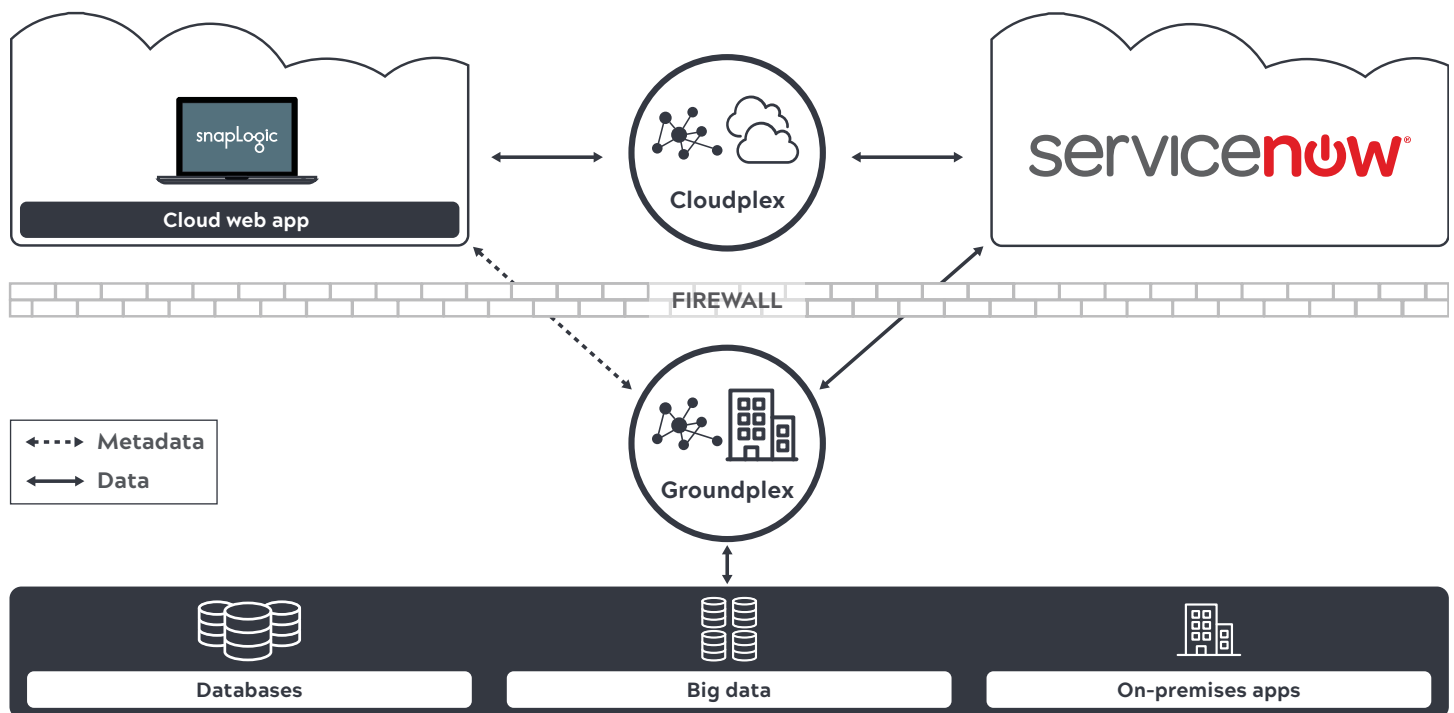 snapLogic
Cloud web app
Cloudplex
servicenow®
FIREWALL
Groundplex
Metadata
Data
Databases
Big data
On-premises apps